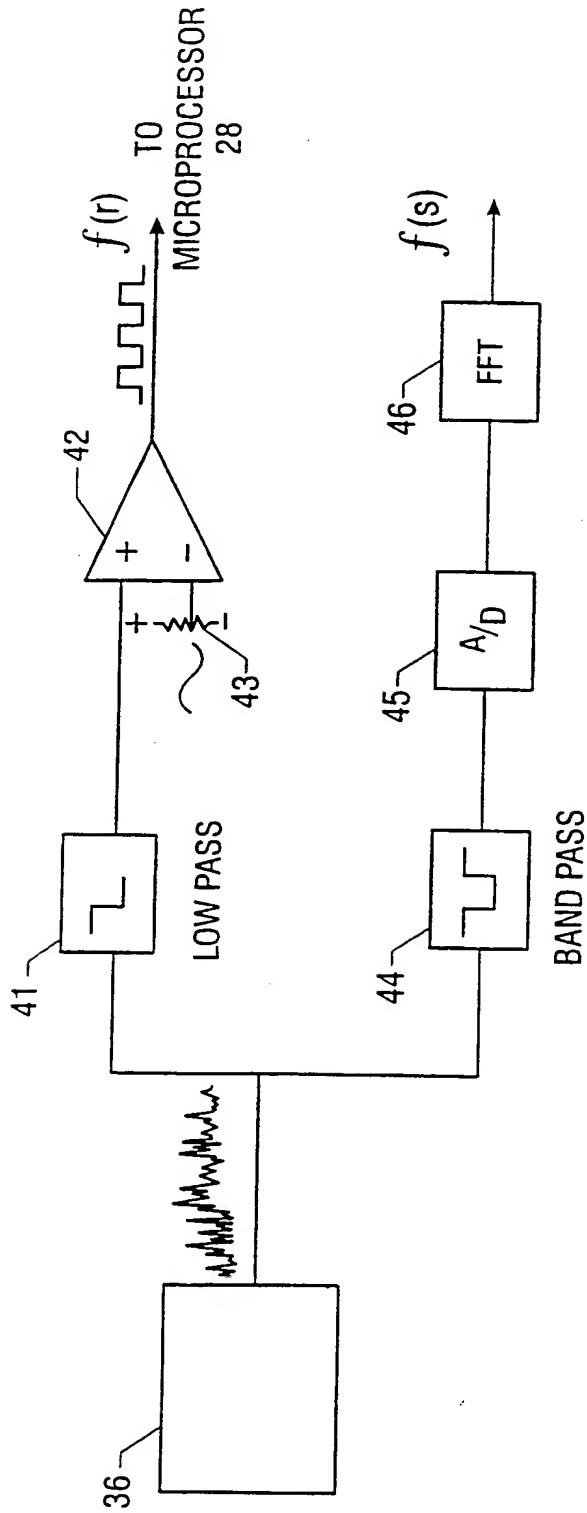 36
41
LOW PASS
42
+
−
+
−
43
f(r)
TO
MICROPROCESSOR
28
44
BAND PASS
45
A/D
46
FFT
f(s)